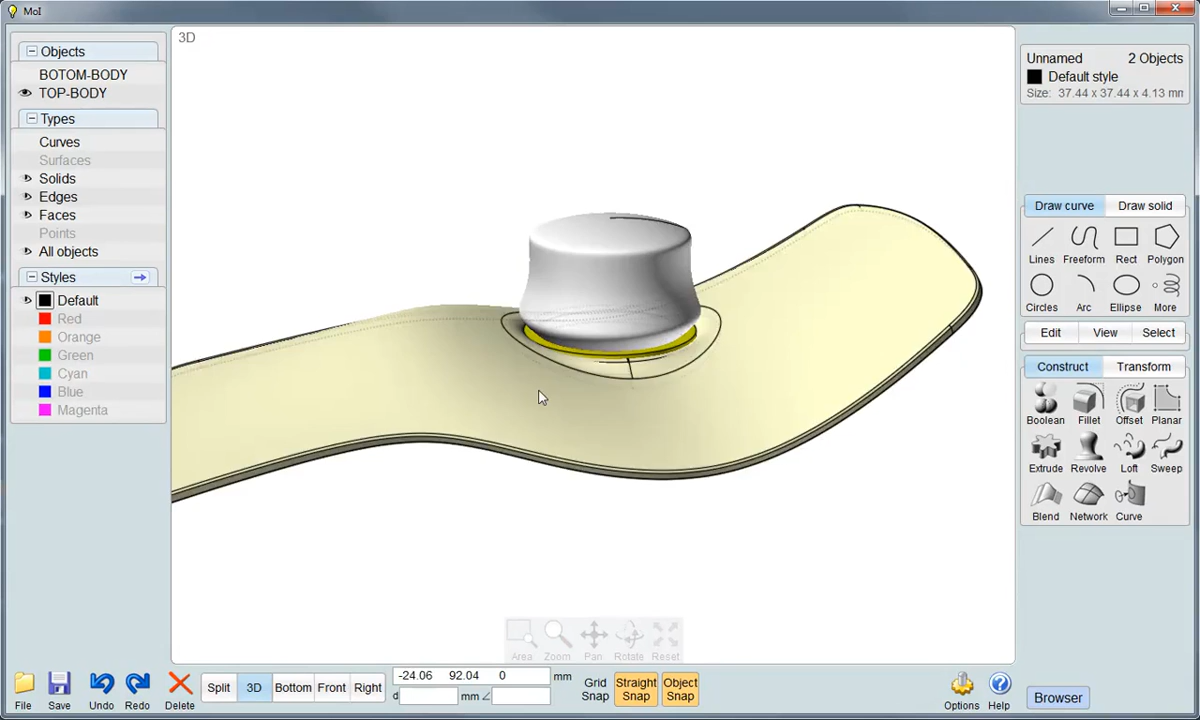 MoI
Objects
BOTOM-BODY
TOP-BODY
Types
Curves
Surfaces
Solids
Edges
Faces
Points
All objects
Styles
Default
Red
Orange
Green
Cyan
Blue
Magenta
3D
Area Zoom Pan Rotate Reset
Unnamed 2 Objects
Default style
Size: 37.44 x 37.44 x 4.13 mm
Draw curve Draw solid
Lines Freeform Rect Polygon
Circles Arc Ellipse More
Edit View Select
Construct Transform
Boolean Fillet Offset Planar
Extrude Revolve Loft Sweep
Blend Network Curve
File Save Undo Redo Delete
Split 3D Bottom Front Right
-24.06 92.04 0 mm
d mm ∠
Grid Snap
Straight Snap
Object Snap
Options Help
Browser